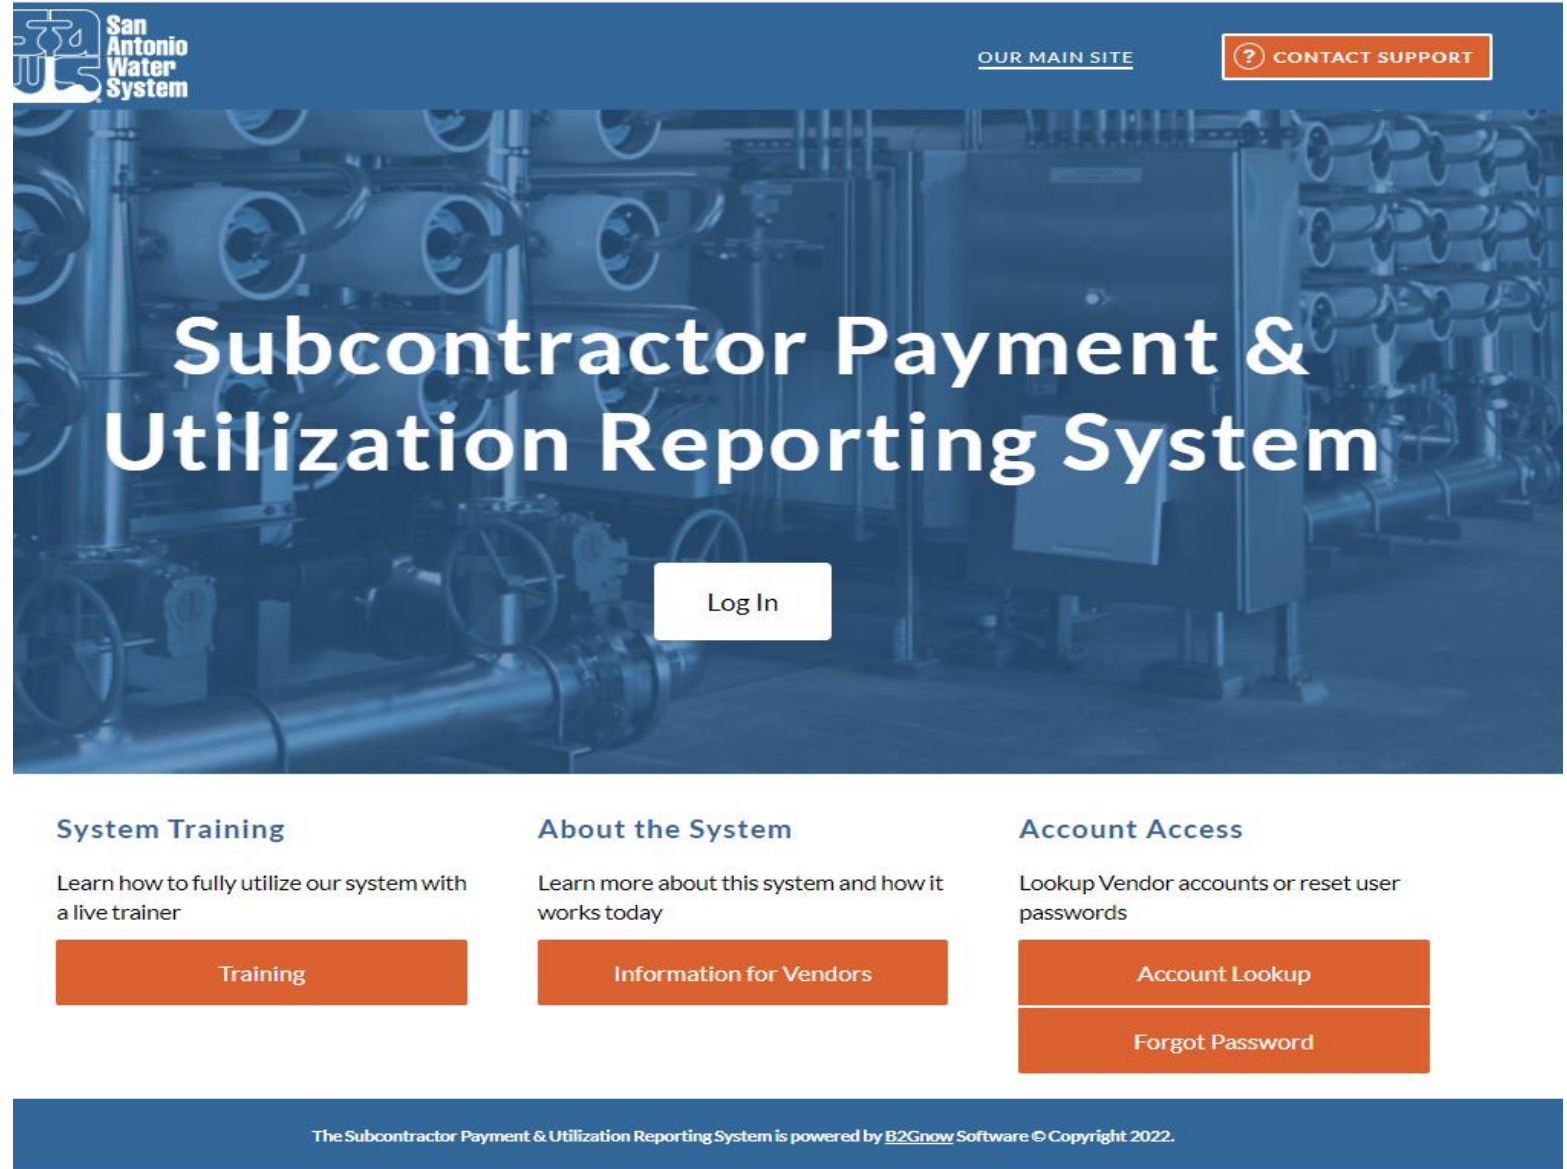 San
Antonio
Water
System
OUR MAIN SITE
? CONTACT SUPPORT
Subcontractor Payment &
Utilization Reporting System
Log In
System Training
Learn how to fully utilize our system with
a live trainer
Training
About the System
Learn more about this system and how it
works today
Information for Vendors
Account Access
Lookup Vendor accounts or reset user
passwords
Account Lookup
Forgot Password
The Subcontractor Payment & Utilization Reporting System is powered by B2Gnow Software © Copyright 2022.